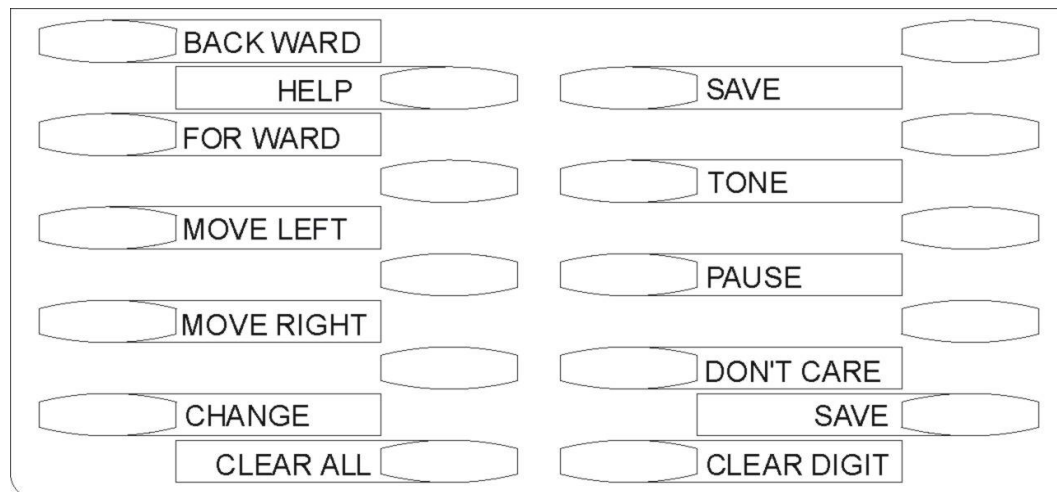 BACK WARD
HELP
SAVE
FOR WARD
TONE
MOVE LEFT
PAUSE
MOVE RIGHT
DON'T CARE
CHANGE
SAVE
CLEAR ALL
CLEAR DIGIT